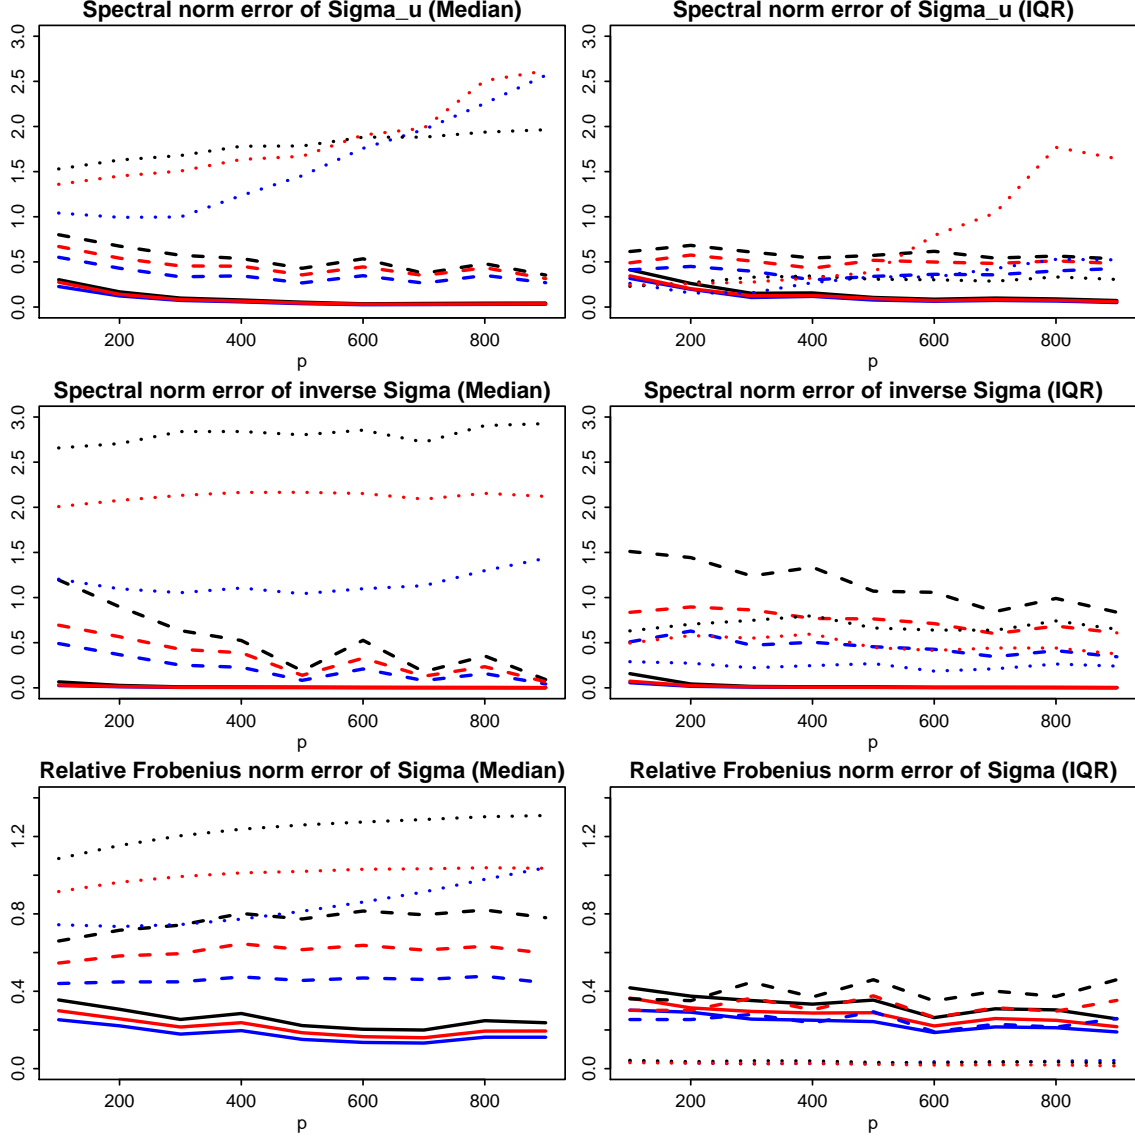 Spectral norm error of Sigma_u (Median)
0.0 0.5 1.0 1.5 2.0 2.5 3.0
200 400 600 800
p
Spectral norm error of Sigma_u (IQR)
0.0 0.5 1.0 1.5 2.0 2.5 3.0
200 400 600 800
p
Spectral norm error of inverse Sigma (Median)
0.0 0.5 1.0 1.5 2.0 2.5 3.0
200 400 600 800
p
Spectral norm error of inverse Sigma (IQR)
0.0 0.5 1.0 1.5 2.0 2.5 3.0
200 400 600 800
p
Relative Frobenius norm error of Sigma (Median)
0.0 0.4 0.8 1.2
200 400 600 800
p
Relative Frobenius norm error of Sigma (IQR)
0.0 0.4 0.8 1.2
200 400 600 800
p